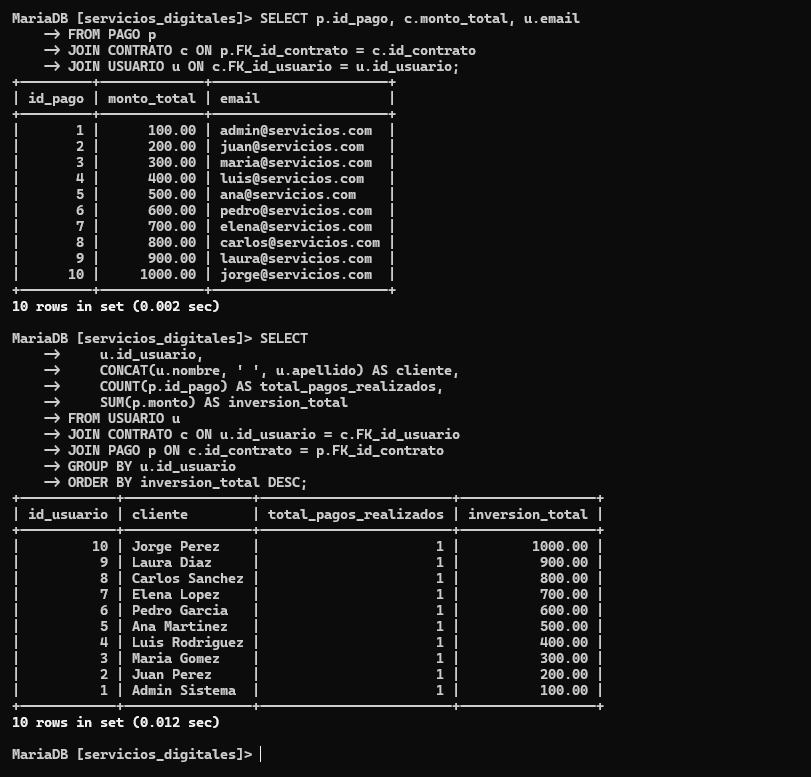 MariaDB [servicios_digitales]> SELECT p.id_pago, c.monto_total, u.email
    -> FROM PAGO p
    -> JOIN CONTRATO c ON p.FK_id_contrato = c.id_contrato
    -> JOIN USUARIO u ON c.FK_id_usuario = u.id_usuario;
+---------+-------------+----------------------+
| id_pago | monto_total | email                |
+---------+-------------+----------------------+
|       1 |      100.00 | admin@servicios.com  |
|       2 |      200.00 | juan@servicios.com   |
|       3 |      300.00 | maria@servicios.com  |
|       4 |      400.00 | luis@servicios.com   |
|       5 |      500.00 | ana@servicios.com    |
|       6 |      600.00 | pedro@servicios.com  |
|       7 |      700.00 | elena@servicios.com  |
|       8 |      800.00 | carlos@servicios.com |
|       9 |      900.00 | laura@servicios.com  |
|      10 |     1000.00 | jorge@servicios.com  |
+---------+-------------+----------------------+
10 rows in set (0.002 sec)

MariaDB [servicios_digitales]> SELECT
    ->     u.id_usuario,
    ->     CONCAT(u.nombre, ' ', u.apellido) AS cliente,
    ->     COUNT(p.id_pago) AS total_pagos_realizados,
    ->     SUM(p.monto) AS inversion_total
    -> FROM USUARIO u
    -> JOIN CONTRATO c ON u.id_usuario = c.FK_id_usuario
    -> JOIN PAGO p ON c.id_contrato = p.FK_id_contrato
    -> GROUP BY u.id_usuario
    -> ORDER BY inversion_total DESC;
+------------+----------------+------------------------+-----------------+
| id_usuario | cliente        | total_pagos_realizados | inversion_total |
+------------+----------------+------------------------+-----------------+
|         10 | Jorge Perez    |                      1 |         1000.00 |
|          9 | Laura Diaz     |                      1 |          900.00 |
|          8 | Carlos Sanchez |                      1 |          800.00 |
|          7 | Elena Lopez    |                      1 |          700.00 |
|          6 | Pedro Garcia   |                      1 |          600.00 |
|          5 | Ana Martinez   |                      1 |          500.00 |
|          4 | Luis Rodriguez |                      1 |          400.00 |
|          3 | Maria Gomez    |                      1 |          300.00 |
|          2 | Juan Perez     |                      1 |          200.00 |
|          1 | Admin Sistema  |                      1 |          100.00 |
+------------+----------------+------------------------+-----------------+
10 rows in set (0.012 sec)

MariaDB [servicios_digitales]>